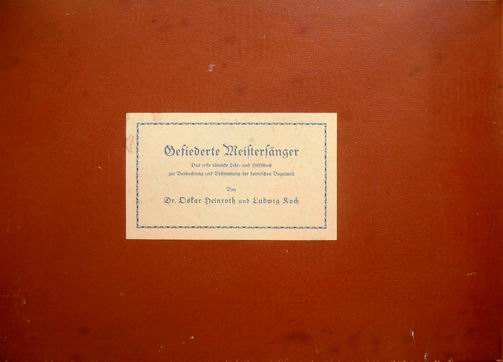 Gefiederte Meistersänger
Das erste tönende Lehr- und Hilfsbuch
zur Beobachtung und Bestimmung der heimischen Vogelwelt
Von
Dr. Oskar Heinroth und Ludwig Koch